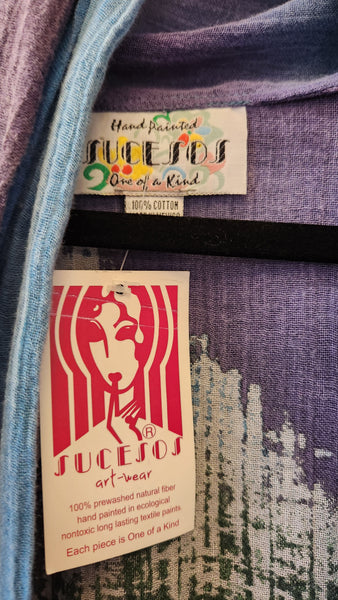 Hand Painted
SUCESOS
One of a Kind
100% COTTON
S
SUCESOS ®
art-wear
100% prewashed natural fiber
hand painted in ecological
nontoxic long lasting textile paints
Each piece is One of a Kind